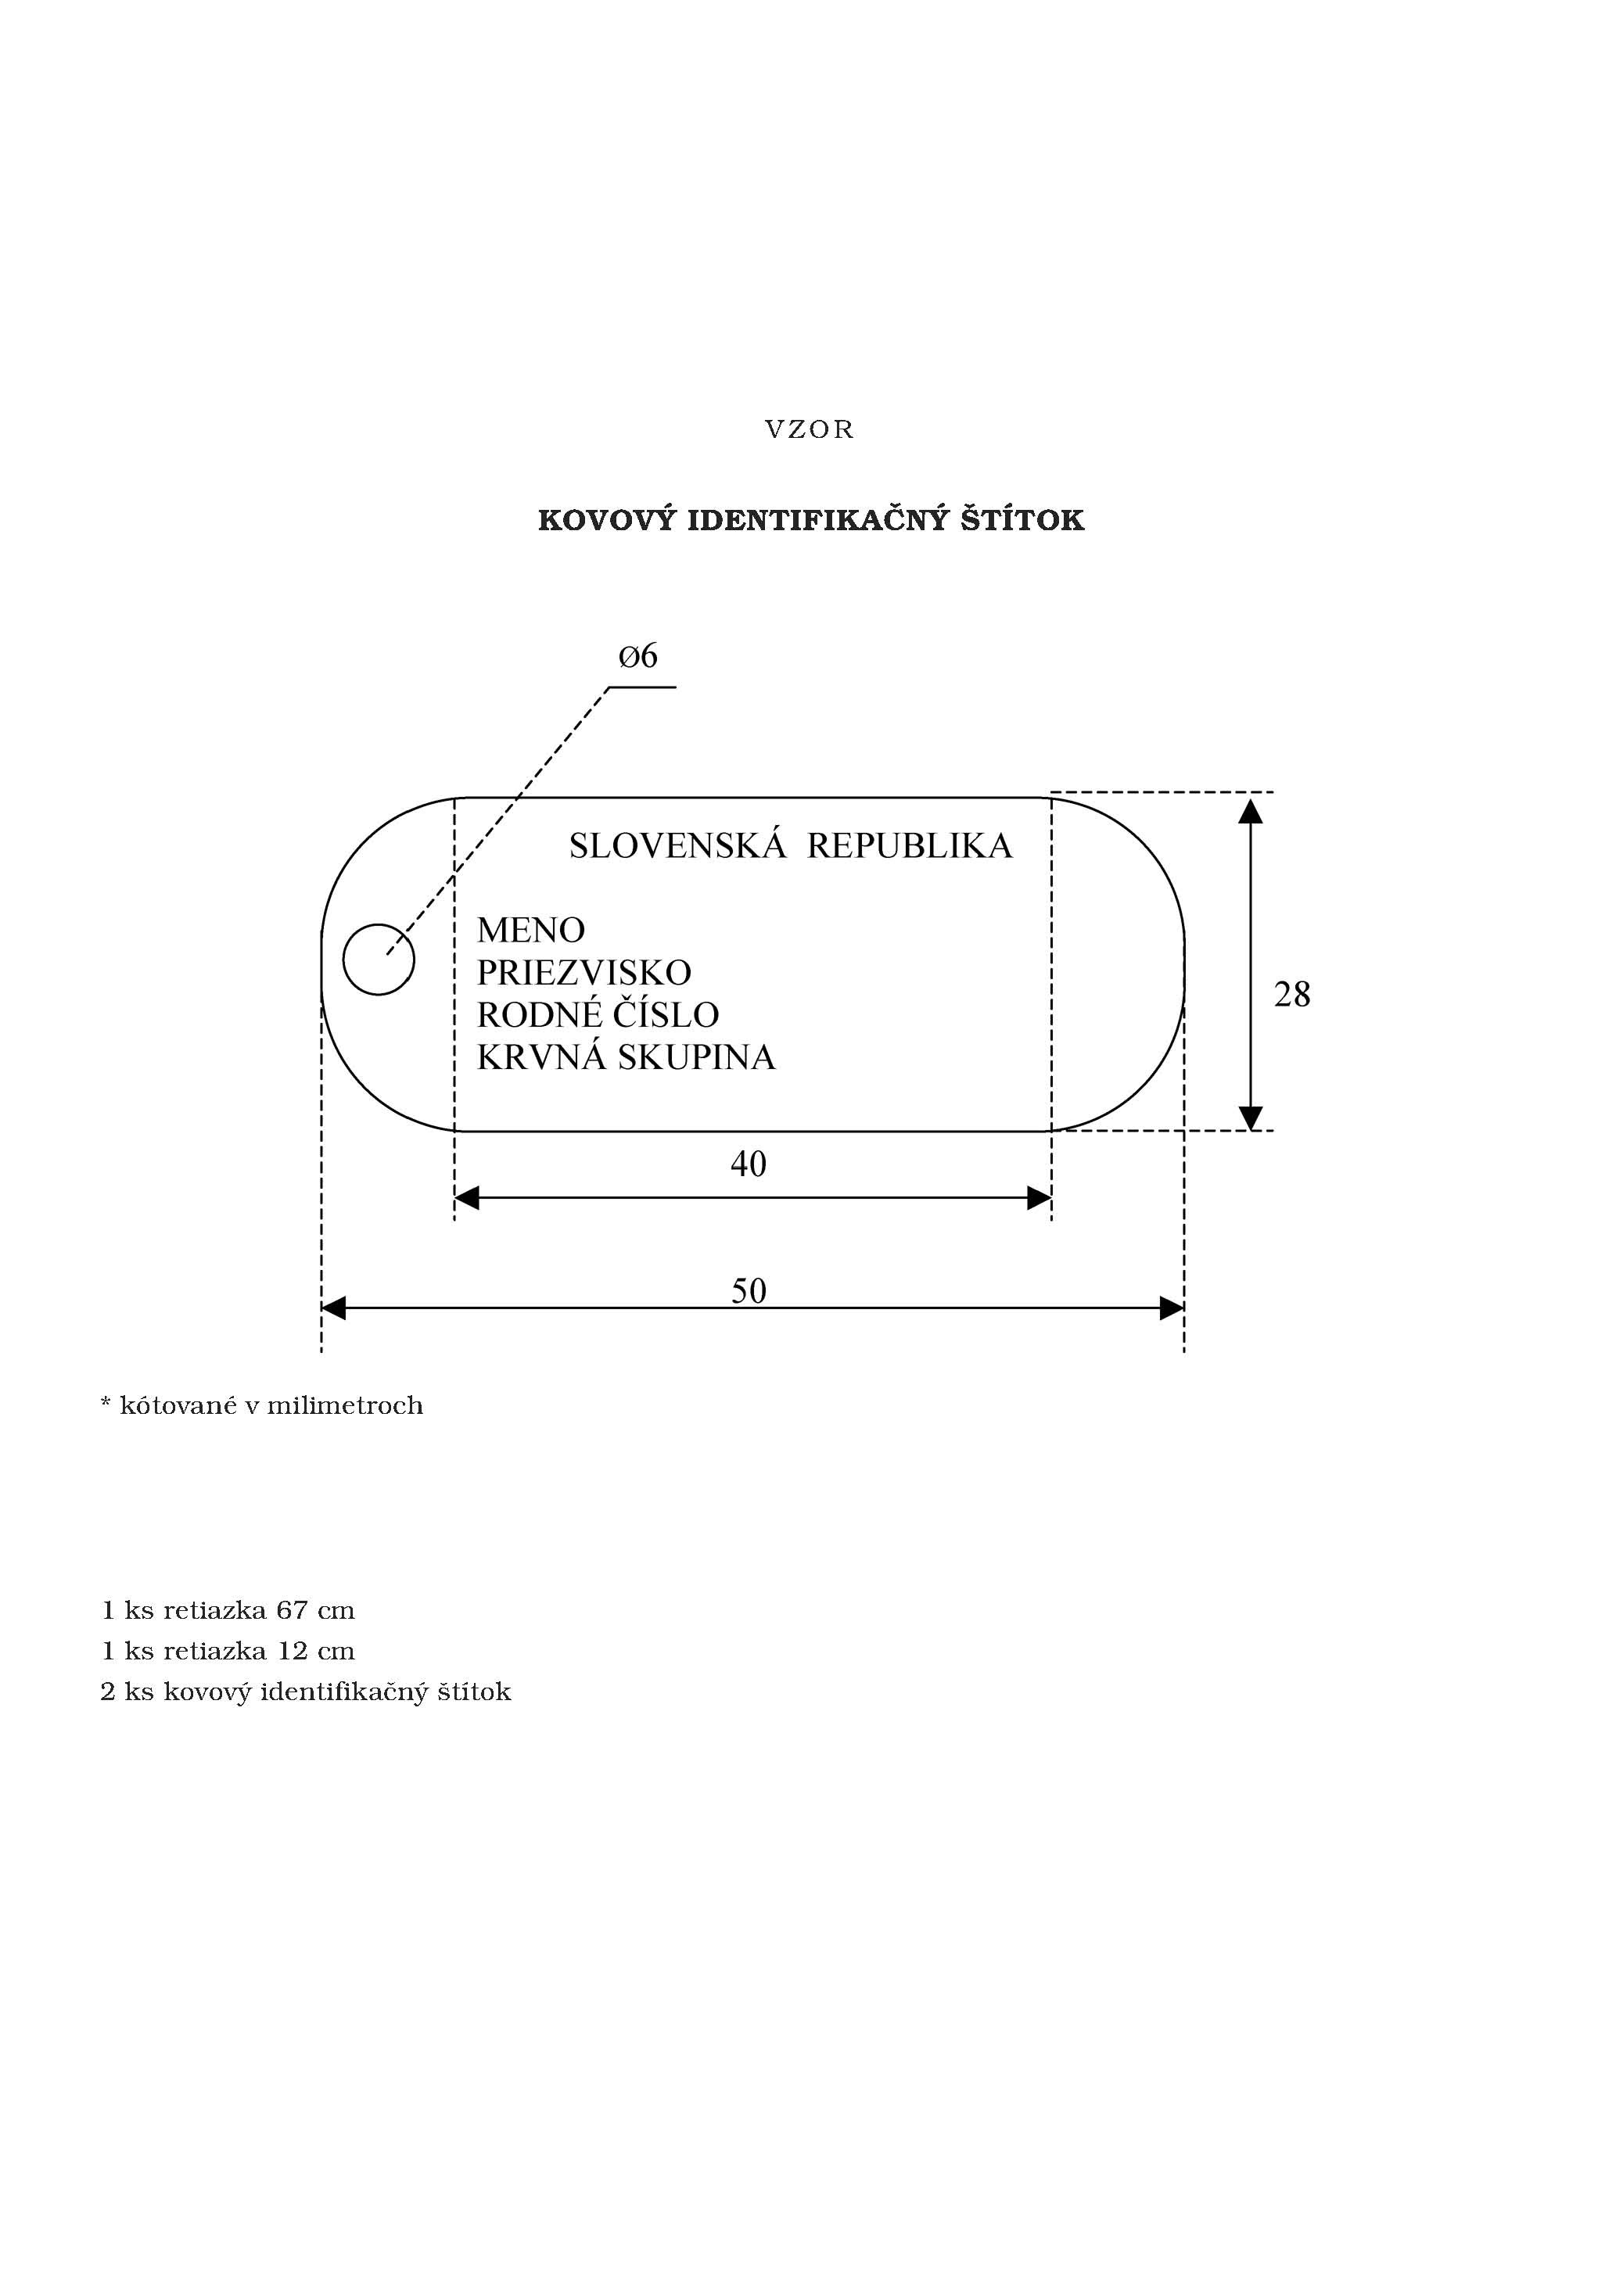 VZOR
KOVOVÝ IDENTIFIKAČNÝ ŠTÍTOK
ø6
SLOVENSKÁ REPUBLIKA
MENO
PRIEZVISKO
RODNÉ ČÍSLO
KRVNÁ SKUPINA
28
40
50
* kótované v milimetroch
1 ks retiazka 67 cm
1 ks retiazka 12 cm
2 ks kovový identifikačný štítok